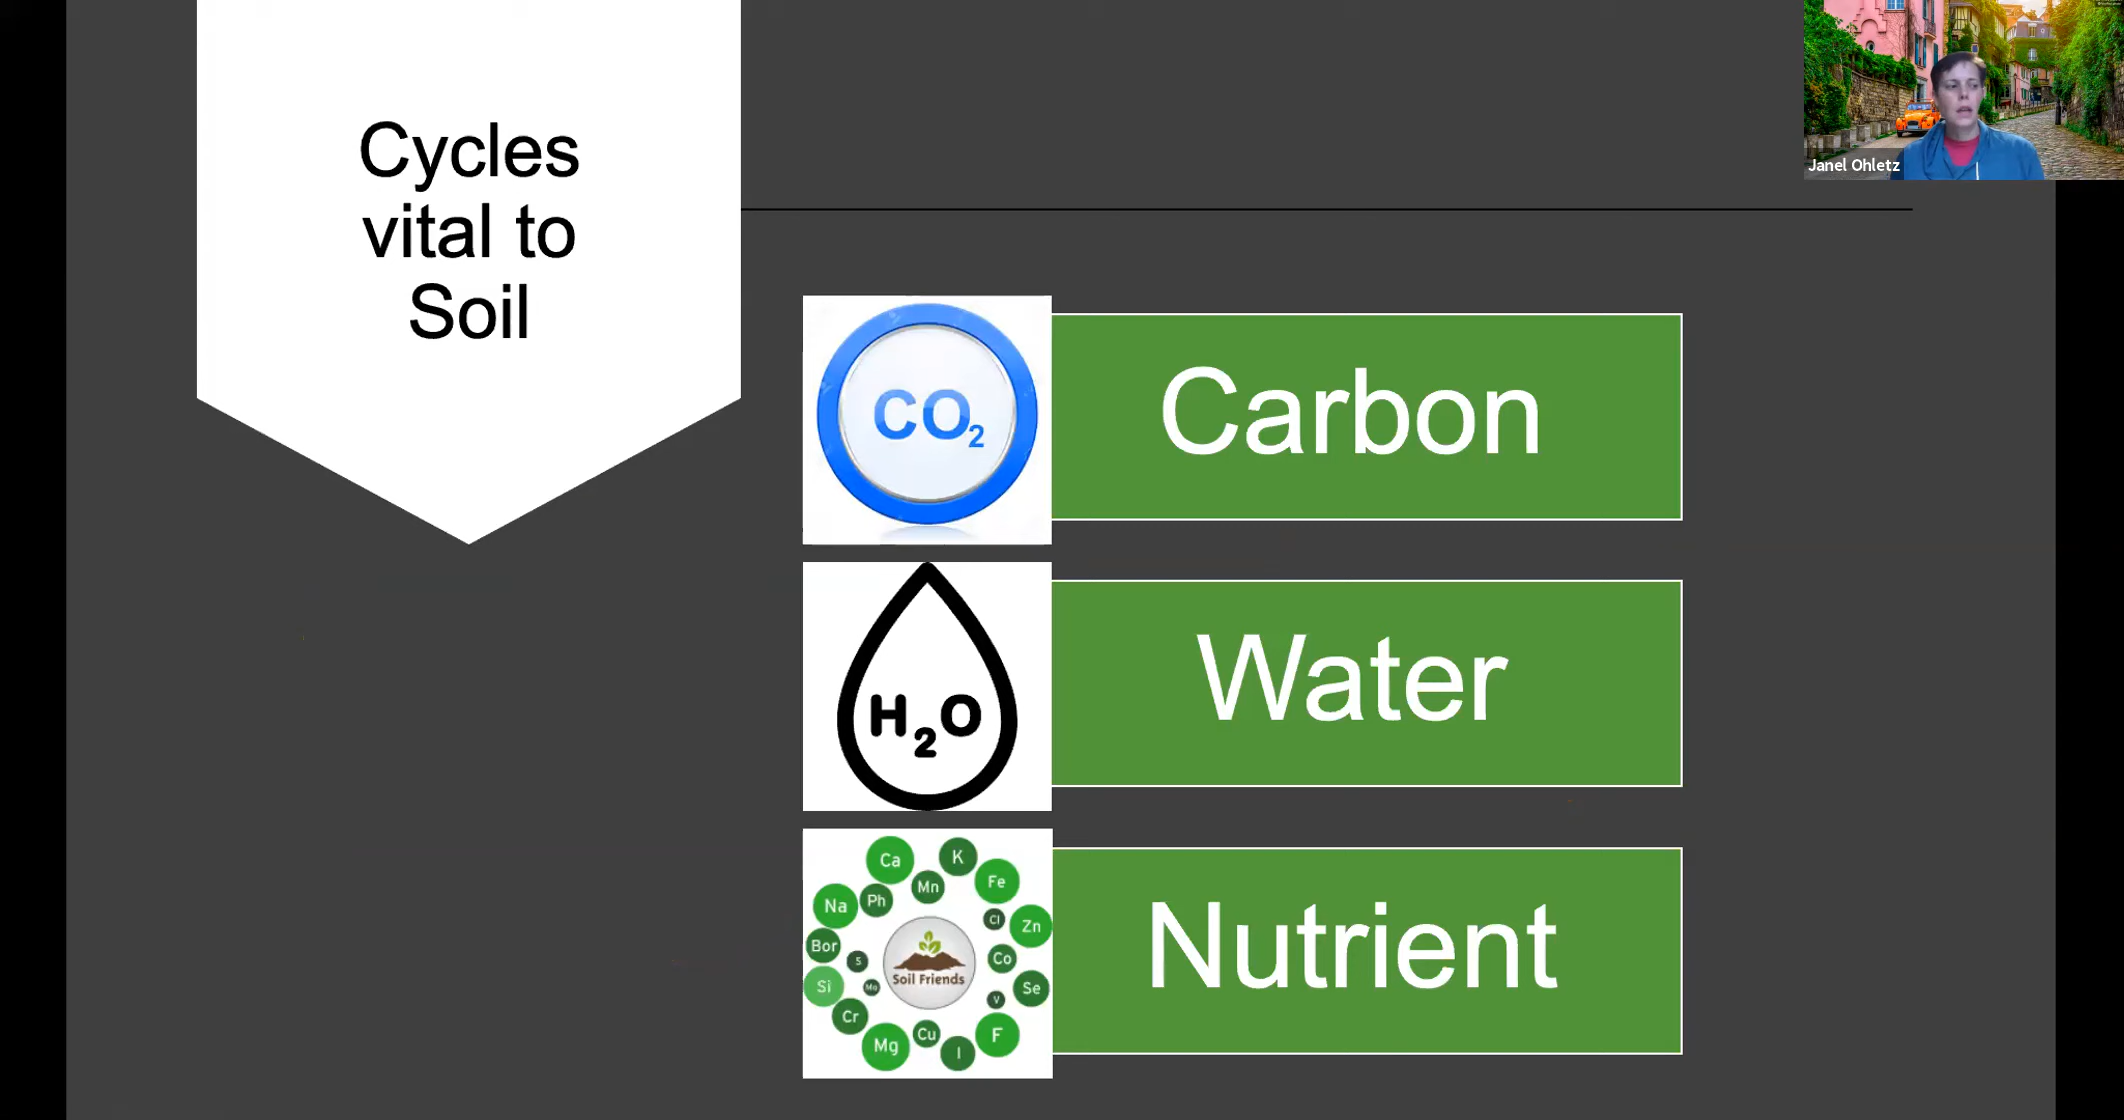 Cycles
vital to
Soil
Janel Ohletz
CO2
Carbon
H2O
Water
Ca
K
Mn
Fe
Na
Ph
Cl
Zn
Bor
S
Co
Soil Friends
Si
Mo
Se
V
Cr
Cu
F
Mg
I
Nutrient